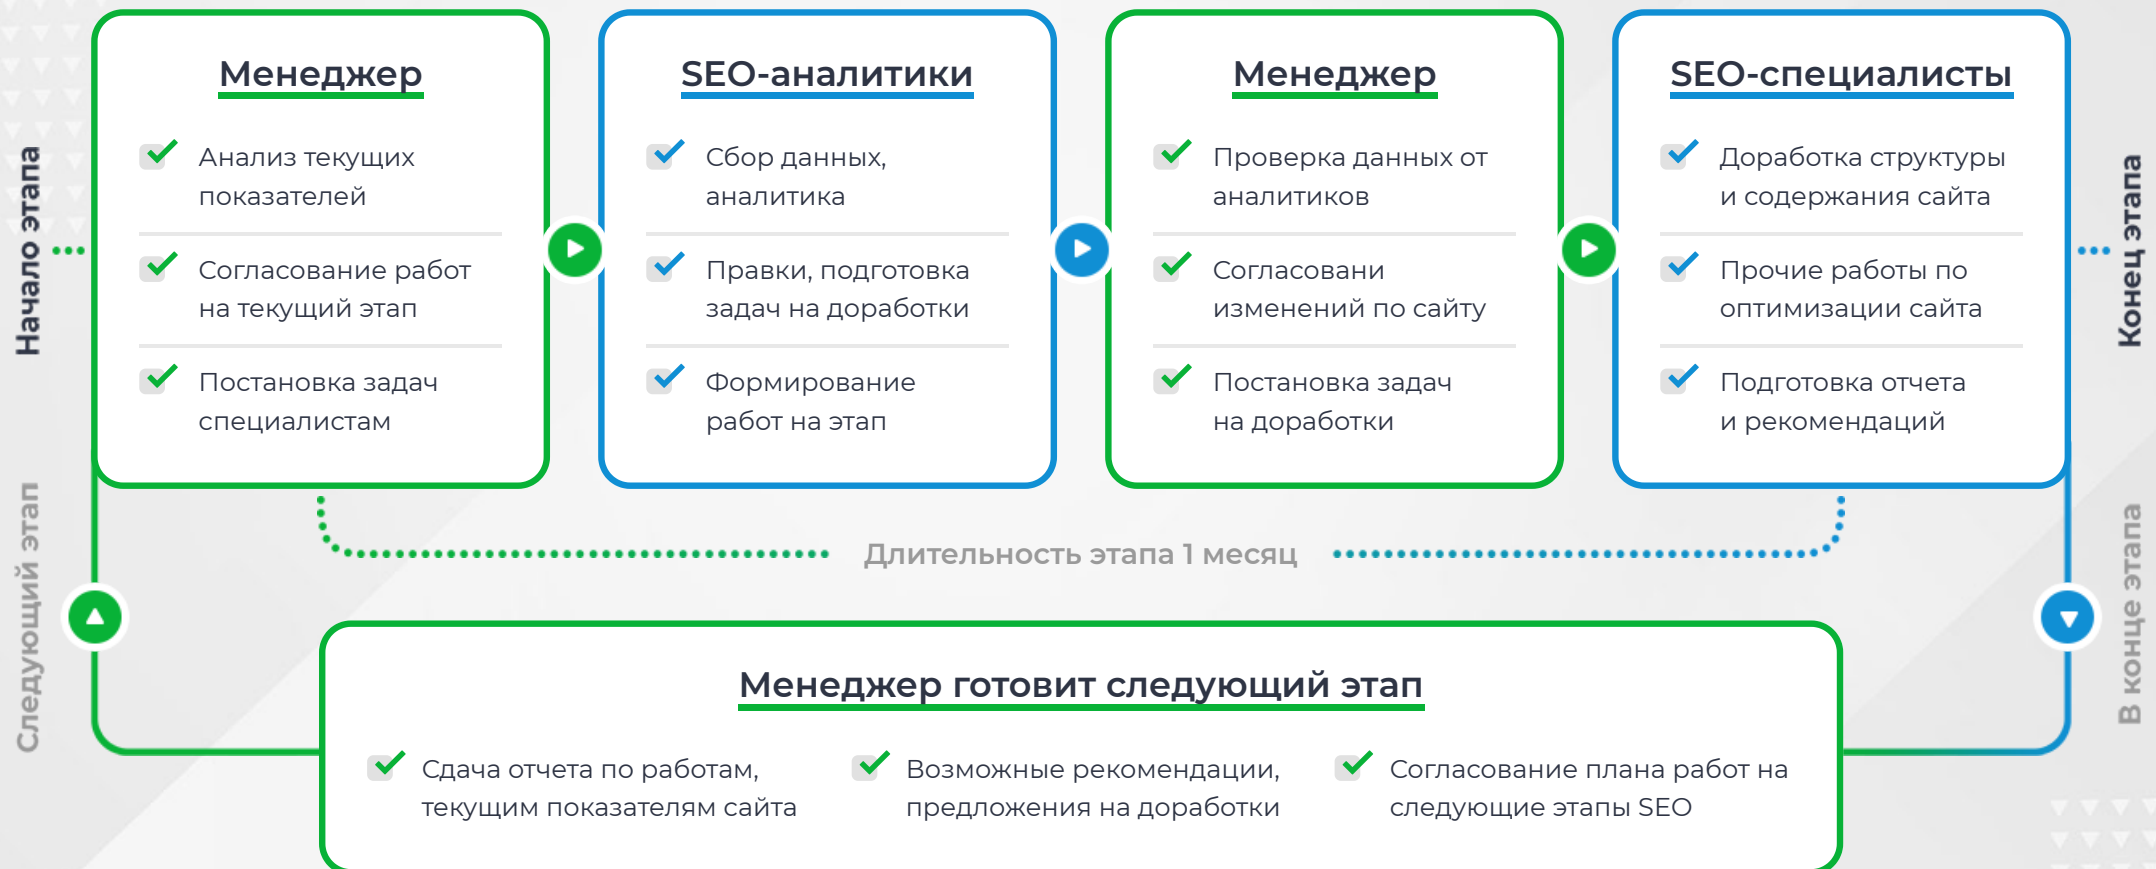 Начало этапа
Менеджер
Анализ текущих
показателей
Согласование работ
на текущий этап
Постановка задач
специалистам
SEO-аналитики
Сбор данных,
аналитика
Правки, подготовка
задач на доработки
Формирование
работ на этап
Менеджер
Проверка данных от
аналитиков
Согласовани
изменений по сайту
Постановка задач
на доработки
SEO-специалисты
Доработка структуры
и содержания сайта
Прочие работы по
оптимизации сайта
Подготовка отчета
и рекомендаций
Конец этапа
Длительность этапа 1 месяц
Следующий этап
В конце этапа
Менеджер готовит следующий этап
Сдача отчета по работам,
текущим показателям сайта
Возможные рекомендации,
предложения на доработки
Согласование плана работ на
следующие этапы SEO